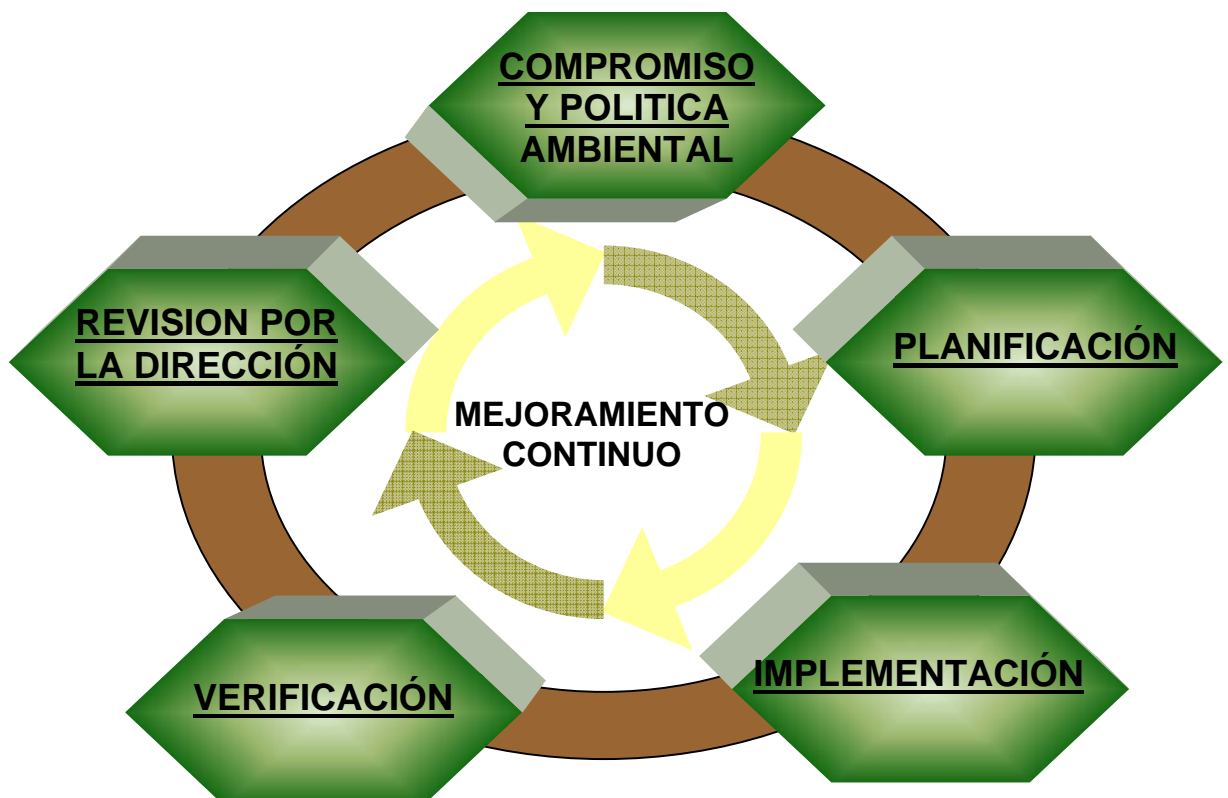 COMPROMISO
Y POLITICA
AMBIENTAL
PLANIFICACIÓN
IMPLEMENTACIÓN
VERIFICACIÓN
REVISION POR
LA DIRECCIÓN
MEJORAMIENTO
CONTINUO